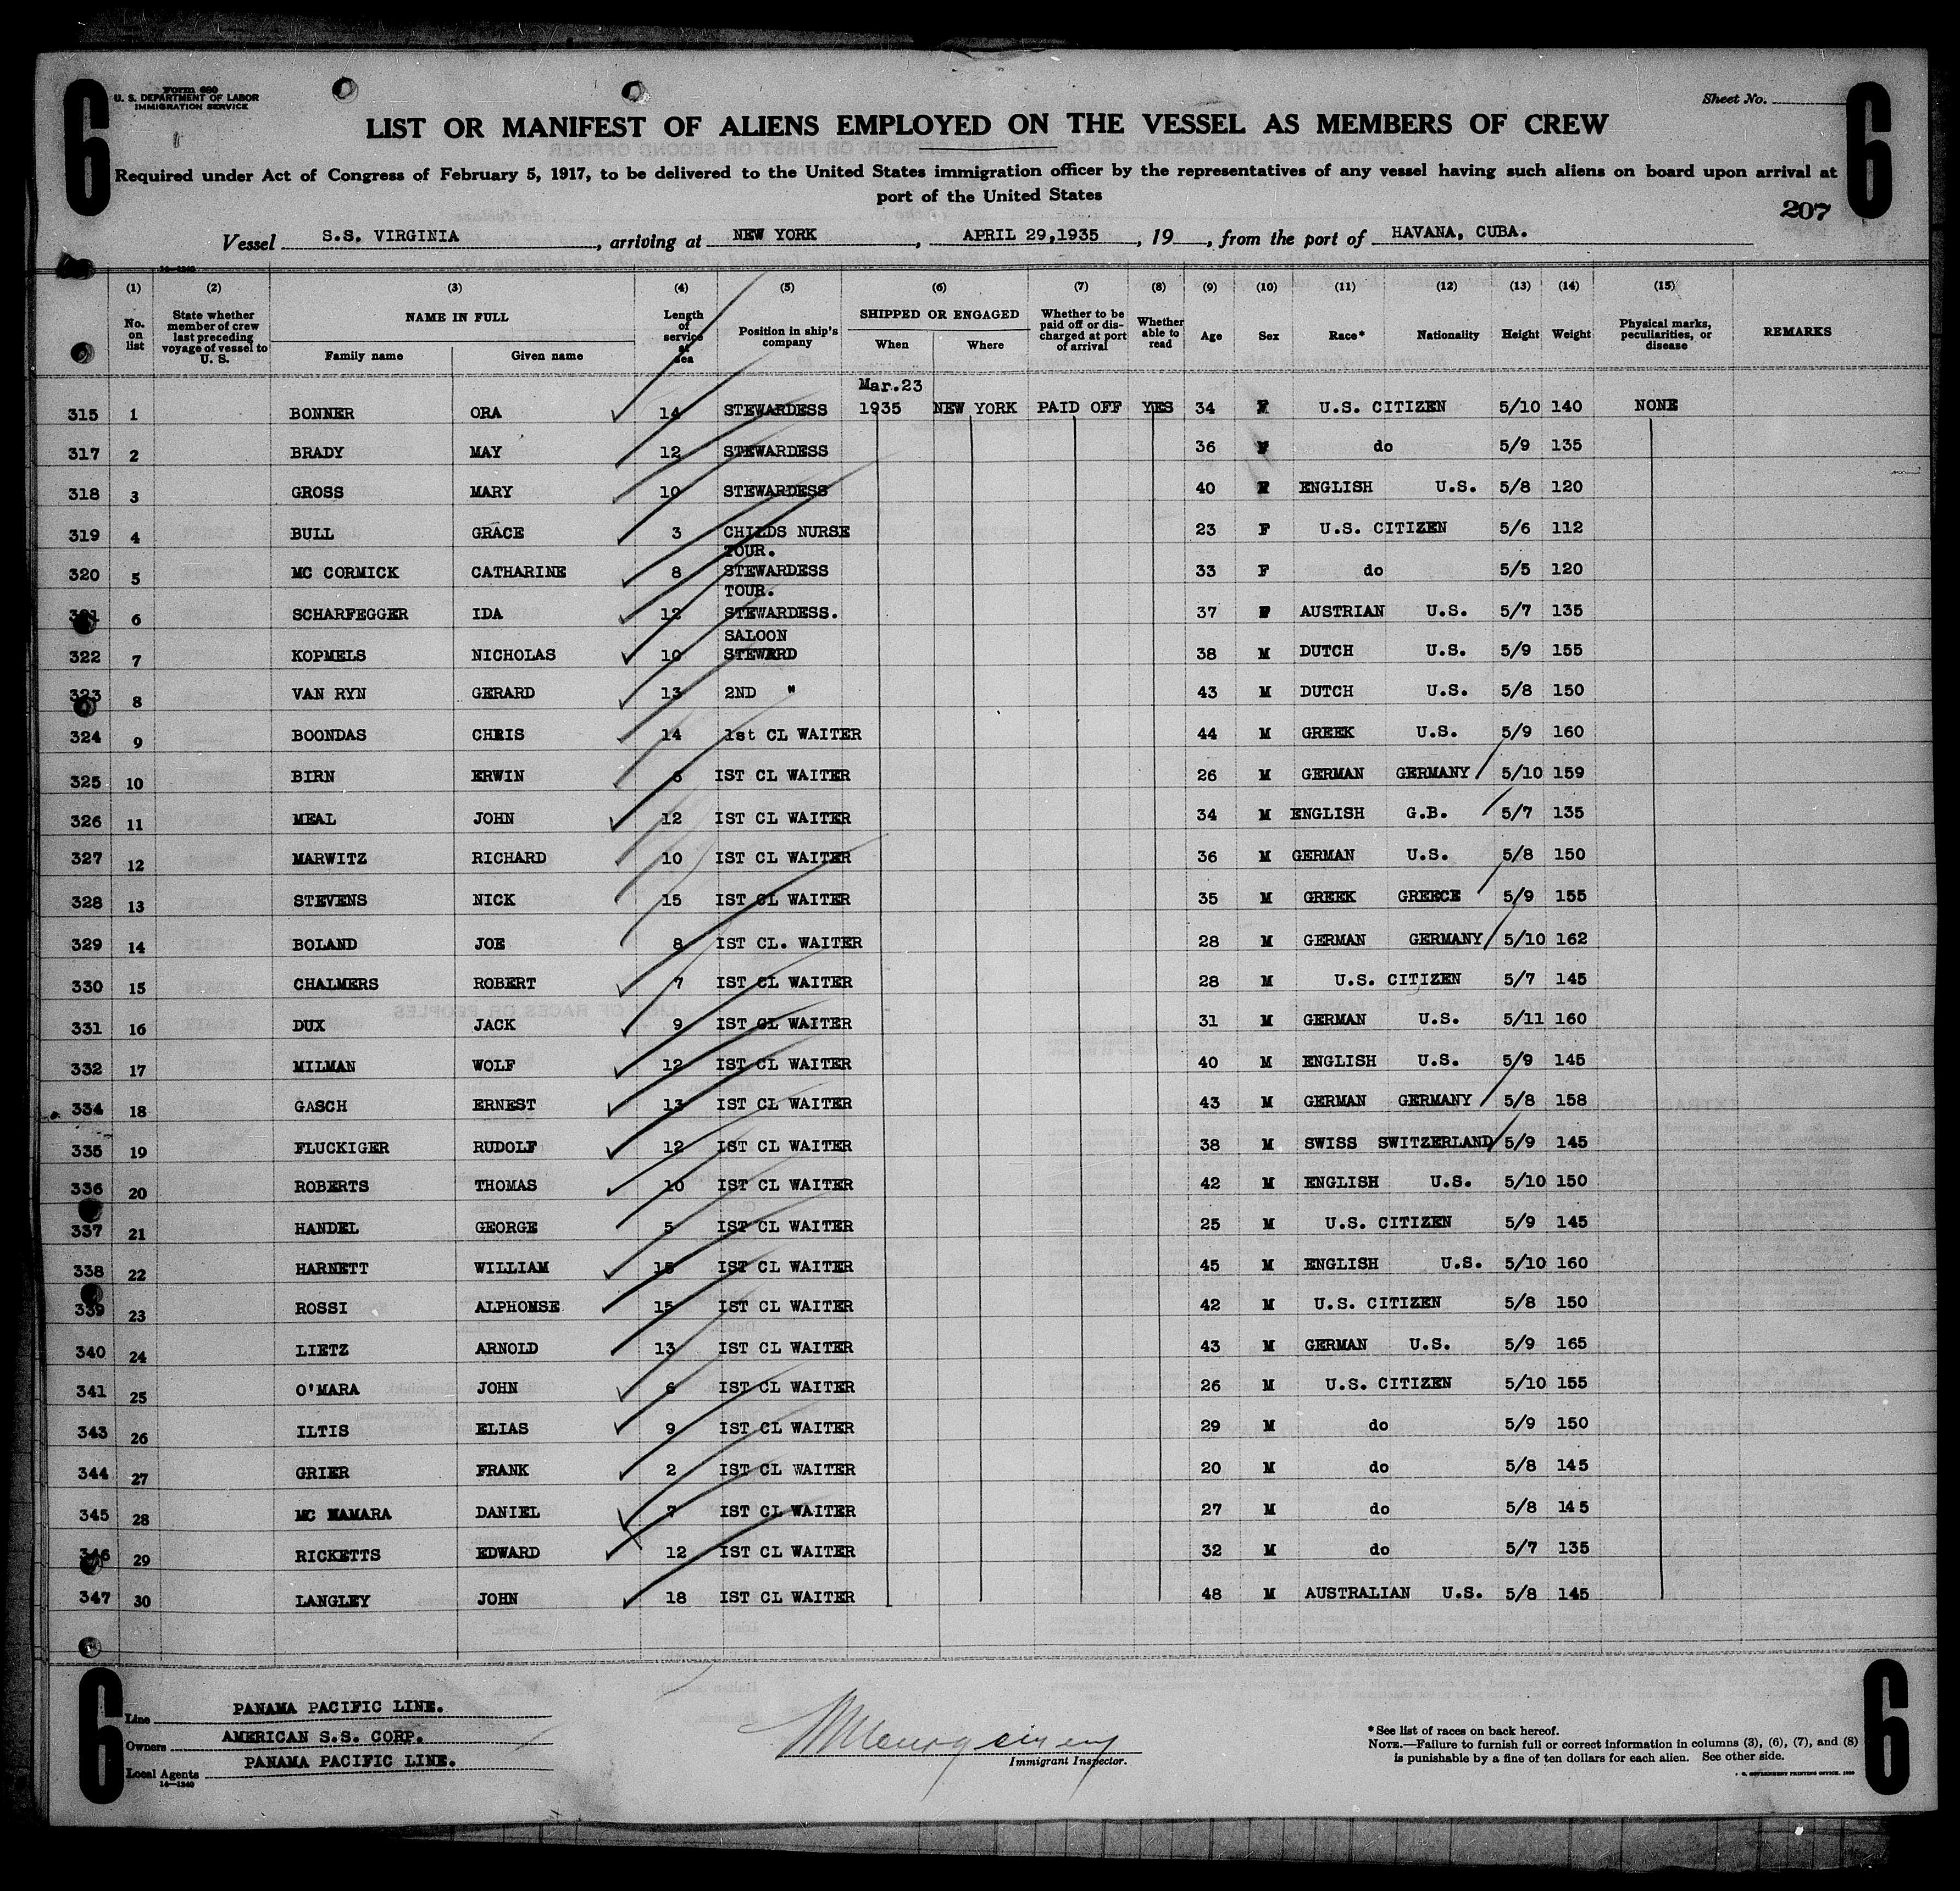 6
Form 680
U. S. DEPARTMENT OF LABOR
IMMIGRATION SERVICE
Sheet No.
6
LIST OR MANIFEST OF ALIENS EMPLOYED ON THE VESSEL AS MEMBERS OF CREW
Required under Act of Congress of February 5, 1917, to be delivered to the United States immigration officer by the representatives of any vessel having such aliens on board upon arrival at
port of the United States
207
Vessel S.S. VIRGINIA, arriving at NEW YORK, APRIL 29,1935, 19, from the port of HAVANA, CUBA.
(1) (2) (3) (4) (5) (6) (7) (8) (9) (10) (11) (12) (13) (14) (15)
No. on list State whether member of crew last preceding voyage of vessel to U. S. NAME IN FULL Family name Given name Length of service at sea Position in ship's company SHIPPED OR ENGAGED When Where Whether to be paid off or discharged at port of arrival Whether able to read Age Sex Race* Nationality Height Weight Physical marks, peculiarities, or disease REMARKS
Mar.23
315 1 BONNER ORA 14 STEWARDESS 1935 NEW YORK PAID OFF YES 34 F U.S. CITIZEN 5/10 140 NONE
317 2 BRADY MAY 12 STEWARDESS 36 F do 5/9 135
318 3 GROSS MARY 10 STEWARDESS 40 F ENGLISH U.S. 5/8 120
319 4 BULL GRACE 3 CHILDS NURSE 23 F U.S. CITIZEN 5/6 112
TOUR.
320 5 MC CORMICK CATHARINE 8 STEWARDESS 33 F do 5/5 120
TOUR.
321 6 SCHARFEGGER IDA 12 STEWARDESS. 37 F AUSTRIAN U.S. 5/7 135
SALOON
322 7 KOPMELS NICHOLAS 10 STEWARD 38 M DUTCH U.S. 5/9 155
323 8 VAN RYN GERARD 13 2ND " 43 M DUTCH U.S. 5/8 150
324 9 BOONDAS CHRIS 14 1st CL WAITER 44 M GREEK U.S. 5/9 160
325 10 BIRN ERWIN 6 IST CL WAITER 26 M GERMAN GERMANY 5/10 159
326 11 MEAL JOHN 12 IST CL WAITER 34 M ENGLISH G.B. 5/7 135
327 12 MARWITZ RICHARD 10 IST CL WAITER 36 M GERMAN U.S. 5/8 150
328 13 STEVENS NICK 15 IST CL WAITER 35 M GREEK GREECE 5/9 155
329 14 BOLAND JOE 8 IST CL. WAITER 28 M GERMAN GERMANY 5/10 162
330 15 CHALMERS ROBERT 7 IST CL WAITER 28 M U.S. CITIZEN 5/7 145
331 16 DUX JACK 9 IST CL WAITER 31 M GERMAN U.S. 5/11 160
332 17 MILMAN WOLF 12 IST CL WAITER 40 M ENGLISH U.S. 5/9 145
334 18 GASCH ERNEST 13 IST CL WAITER 43 M GERMAN GERMANY 5/8 158
335 19 FLUCKIGER RUDOLF 12 IST CL WAITER 38 M SWISS SWITZERLAND 5/9 145
336 20 ROBERTS THOMAS 10 IST CL WAITER 42 M ENGLISH U.S. 5/10 150
337 21 HANDEL GEORGE 5 IST CL WAITER 25 M U.S. CITIZEN 5/9 145
338 22 HARNETT WILLIAM 15 IST CL WAITER 45 M ENGLISH U.S. 5/10 160
339 23 ROSSI ALPHONSE 15 IST CL WAITER 42 M U.S. CITIZEN 5/8 150
340 24 LIETZ ARNOLD 13 IST CL WAITER 43 M GERMAN U.S. 5/9 165
341 25 O'MARA JOHN 6 IST CL WAITER 26 M U.S. CITIZEN 5/10 155
343 26 ILTIS ELIAS 9 IST CL WAITER 29 M do 5/9 150
344 27 GRIER FRANK 2 IST CL WAITER 20 M do 5/8 145
345 28 MC NAMARA DANIEL 7 IST CL WAITER 27 M do 5/8 145
346 29 RICKETTS EDWARD 12 IST CL WAITER 32 M do 5/7 135
347 30 LANGLEY JOHN 18 IST CL WAITER 48 M AUSTRALIAN U.S. 5/8 145
6
Line PANAMA PACIFIC LINE.
Owners AMERICAN S.S. CORP.
Local Agents PANAMA PACIFIC LINE.
14—1240
Immigrant Inspector.
* See list of races on back hereof.
NOTE.—Failure to furnish full or correct information in columns (3), (6), (7), and (8)
is punishable by a fine of ten dollars for each alien. See other side.
6